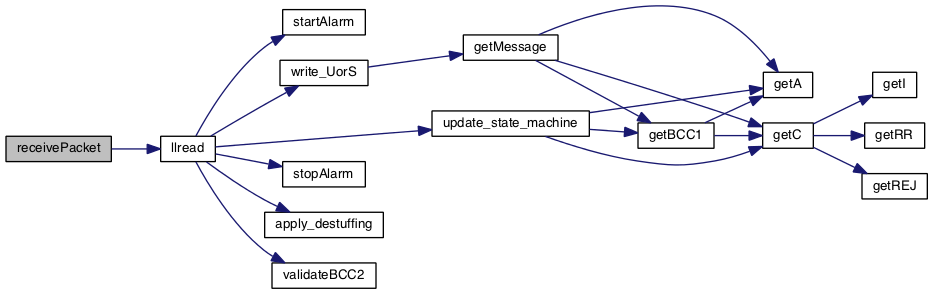 receivePacket
llread
startAlarm
write_UorS
update_state_machine
stopAlarm
apply_destuffing
validateBCC2
getMessage
getBCC1
getA
getC
getI
getRR
getREJ